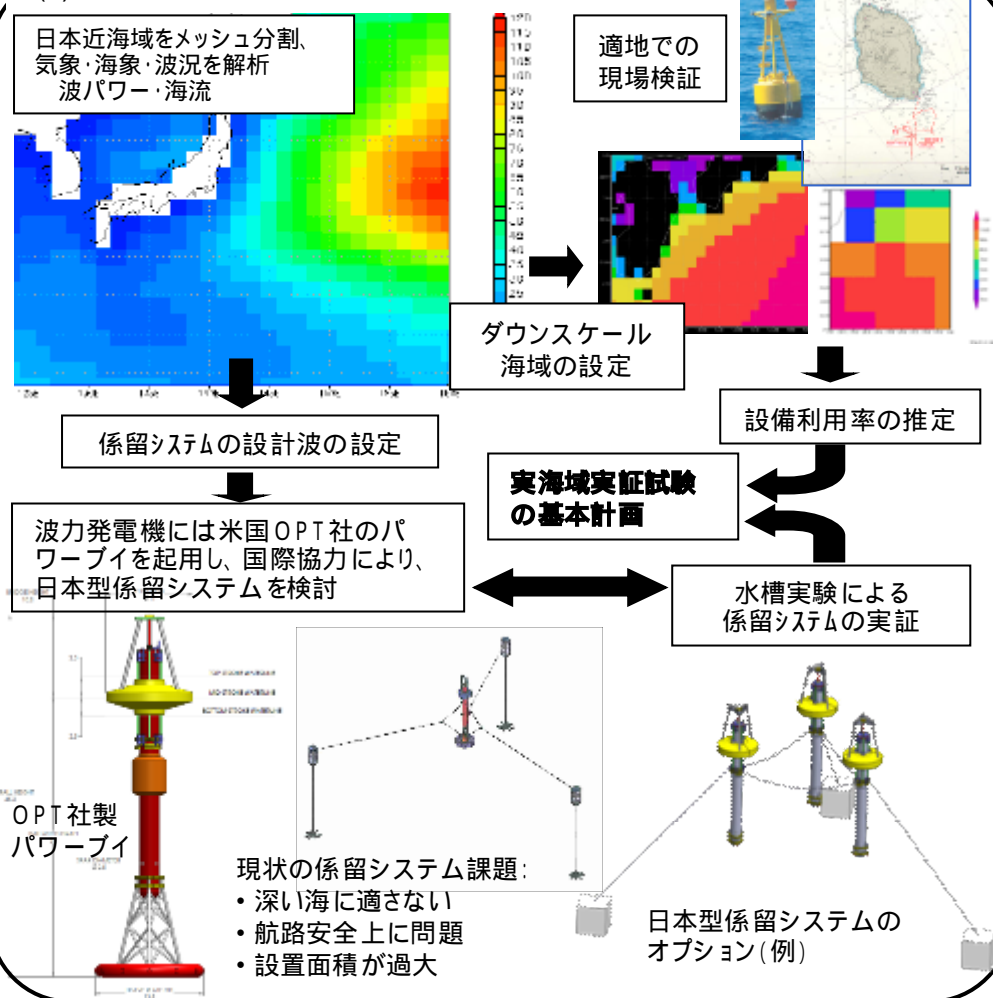 日本近海域をメッシュ分割、
気象・海象・波況を解析
波パワー・海流
適地での
現場検証
ダウンスケール
海域の設定
係留システムの設計波の設定
設備利用率の推定
実海域実証試験
の基本計画
波力発電機には米国OPT社のパ
ワーブイを起用し、国際協力により、
日本型係留システムを検討
水槽実験による
係留システムの実証
OPT社製
パワーブイ
現状の係留システム課題:
・深い海に適さない
・航路安全上に問題
・設置面積が過大
日本型係留システムの
オプション(例)